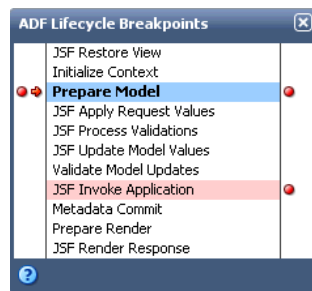 ADF Lifecycle Breakpoints
JSF Restore View
Initialize Context
Prepare Model
JSF Apply Request Values
JSF Process Validations
JSF Update Model Values
Validate Model Updates
JSF Invoke Application
Metadata Commit
Prepare Render
JSF Render Response
?